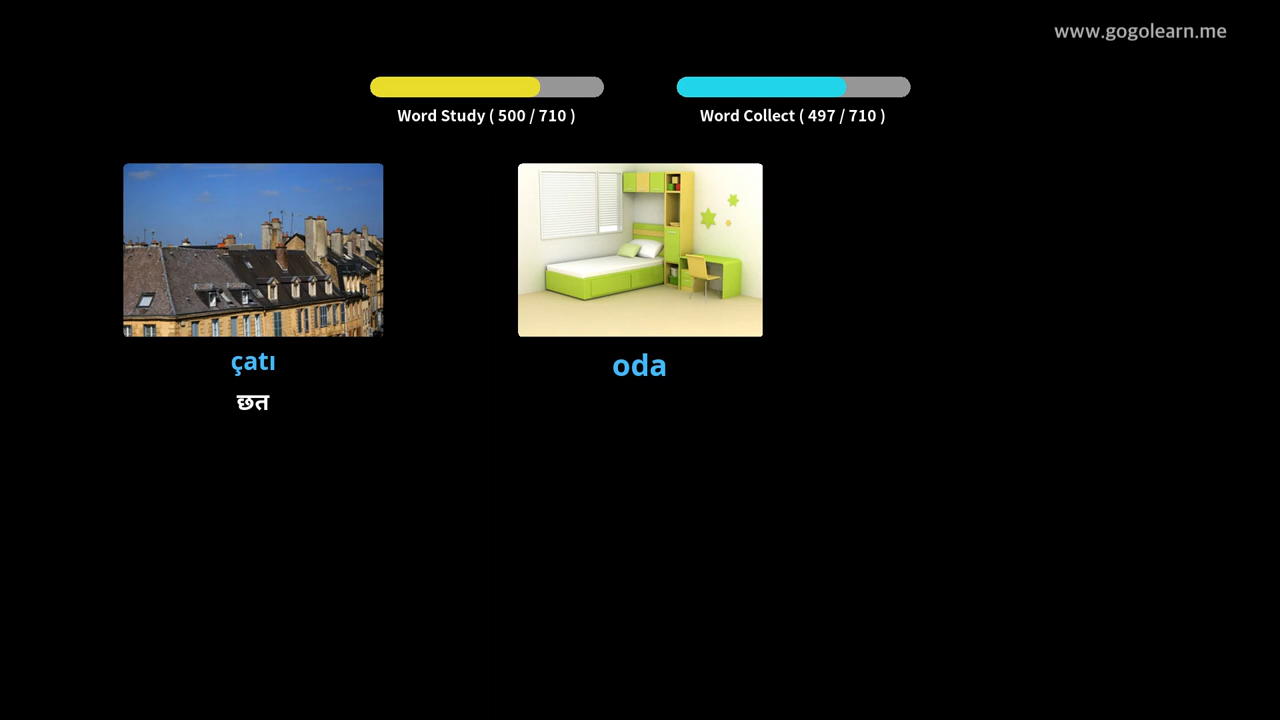 www.gogolearn.me
Word Study ( 500 / 710 )
Word Collect ( 497 / 710 )
çatı
छत
oda